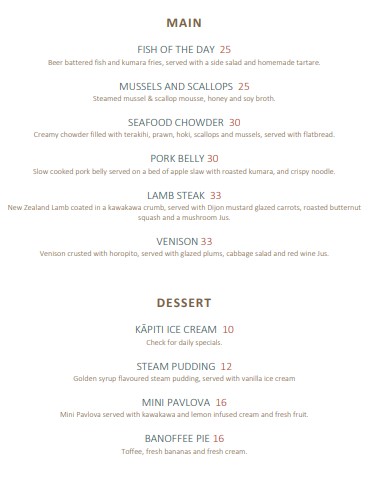 MAIN
FISH OF THE DAY 25
Beer battered fish and kumara fries, served with a side salad and homemade tartare.
MUSSELS AND SCALLOPS 25
Steamed mussel & scallop mousse, honey and soy broth.
SEAFOOD CHOWDER 30
Creamy chowder filled with terakihi, prawn, hoki, scallops and mussels, served with flatbread.
PORK BELLY 30
Slow cooked pork belly served on a bed of apple slaw with roasted kumara, and crispy noodle.
LAMB STEAK 33
New Zealand Lamb coated in a kawakawa crumb, served with Dijon mustard glazed carrots, roasted butternut
squash and a mushroom Jus.
VENISON 33
Venison crusted with horopito, served with glazed plums, cabbage salad and red wine Jus.
DESSERT
KĀPITI ICE CREAM 10
Check for daily specials.
STEAM PUDDING 12
Golden syrup flavoured steam pudding, served with vanilla ice cream
MINI PAVLOVA 16
Mini Pavlova served with kawakawa and lemon infused cream and fresh fruit.
BANOFFEE PIE 16
Toffee, fresh bananas and fresh cream.